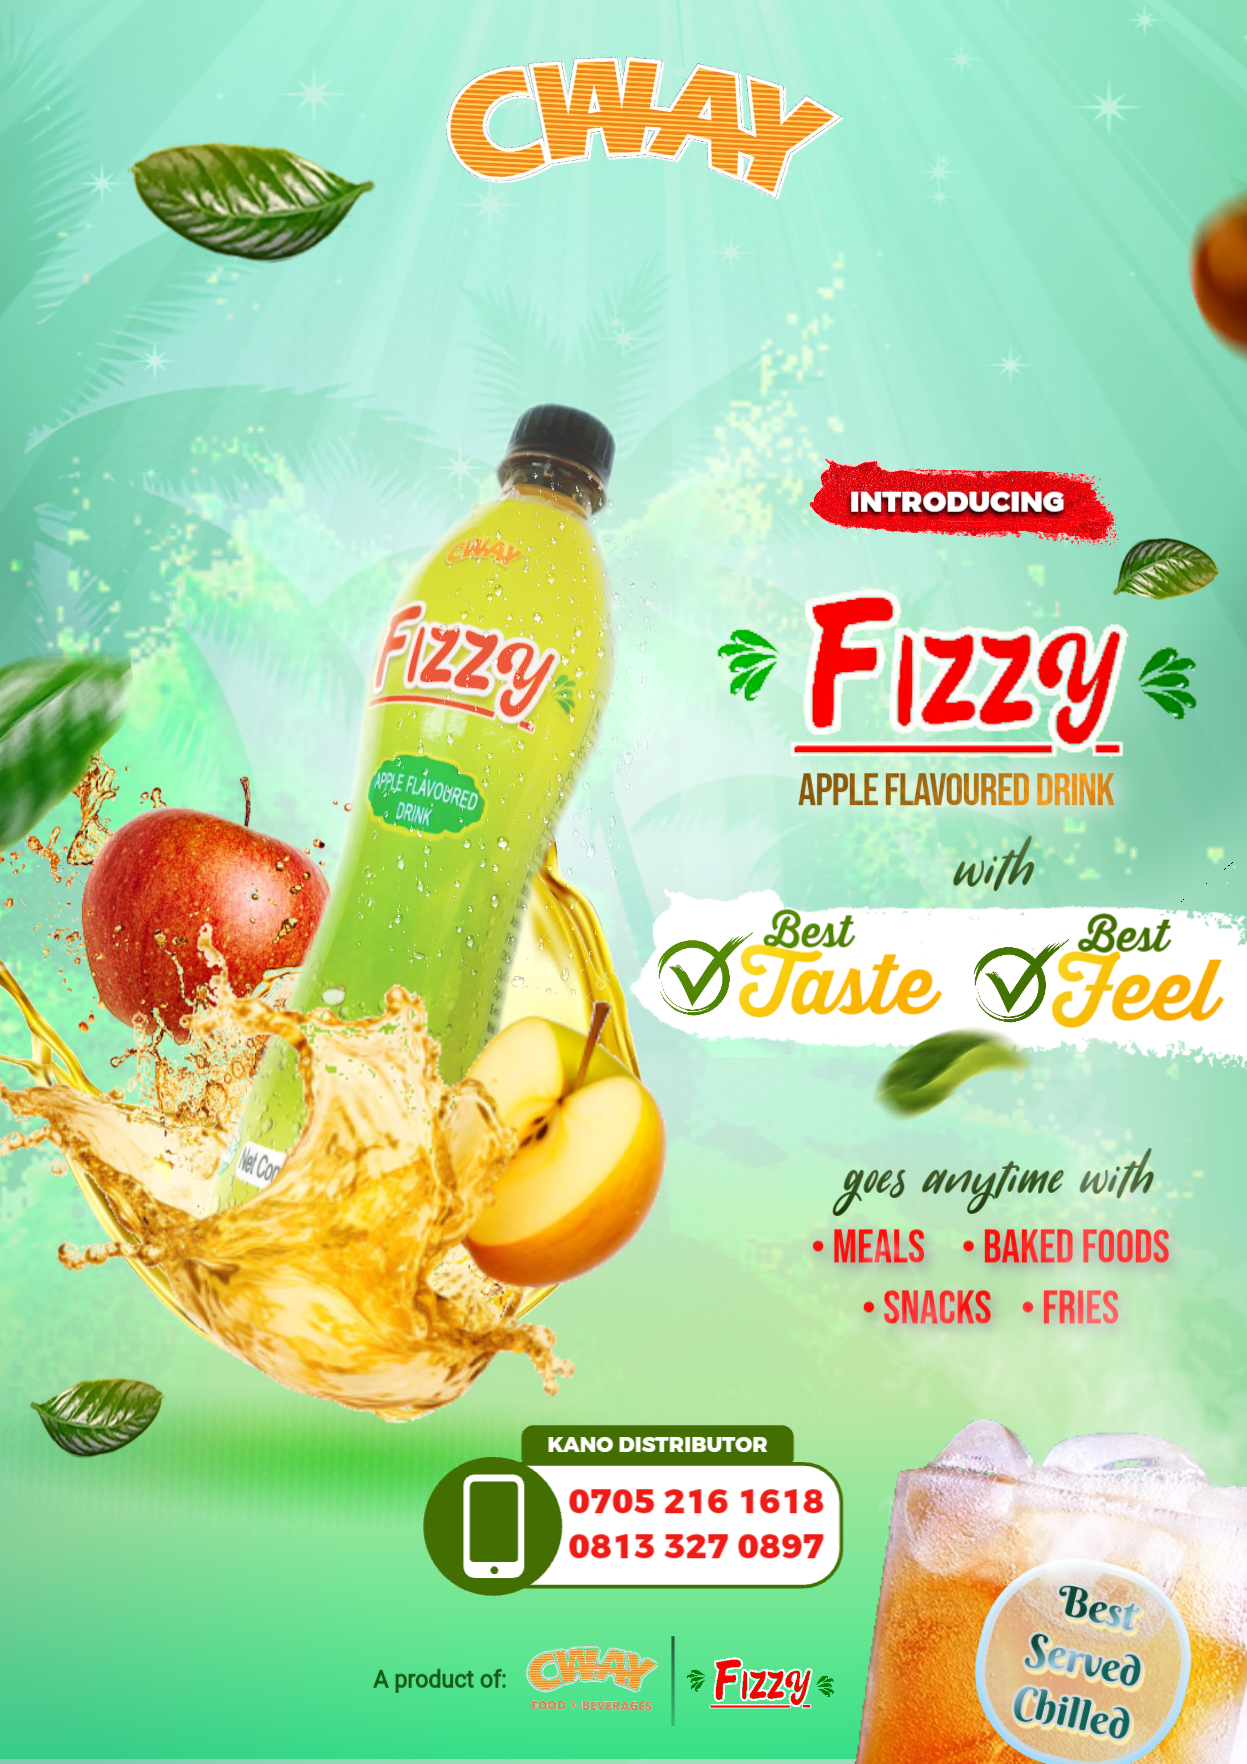 CWAY
INTRODUCING
CWAY
Fizzy
APPLE FLAVOURED
DRINK
Net Con
Fizzy
APPLE FLAVOURED DRINK
with
Best Taste
Best Feel
goes anytime with
• MEALS • BAKED FOODS
• SNACKS • FRIES
KANO DISTRIBUTOR
0705 216 1618
0813 327 0897
A product of:
CWAY
FOOD & BEVERAGES
Fizzy
Best
Served
Chilled